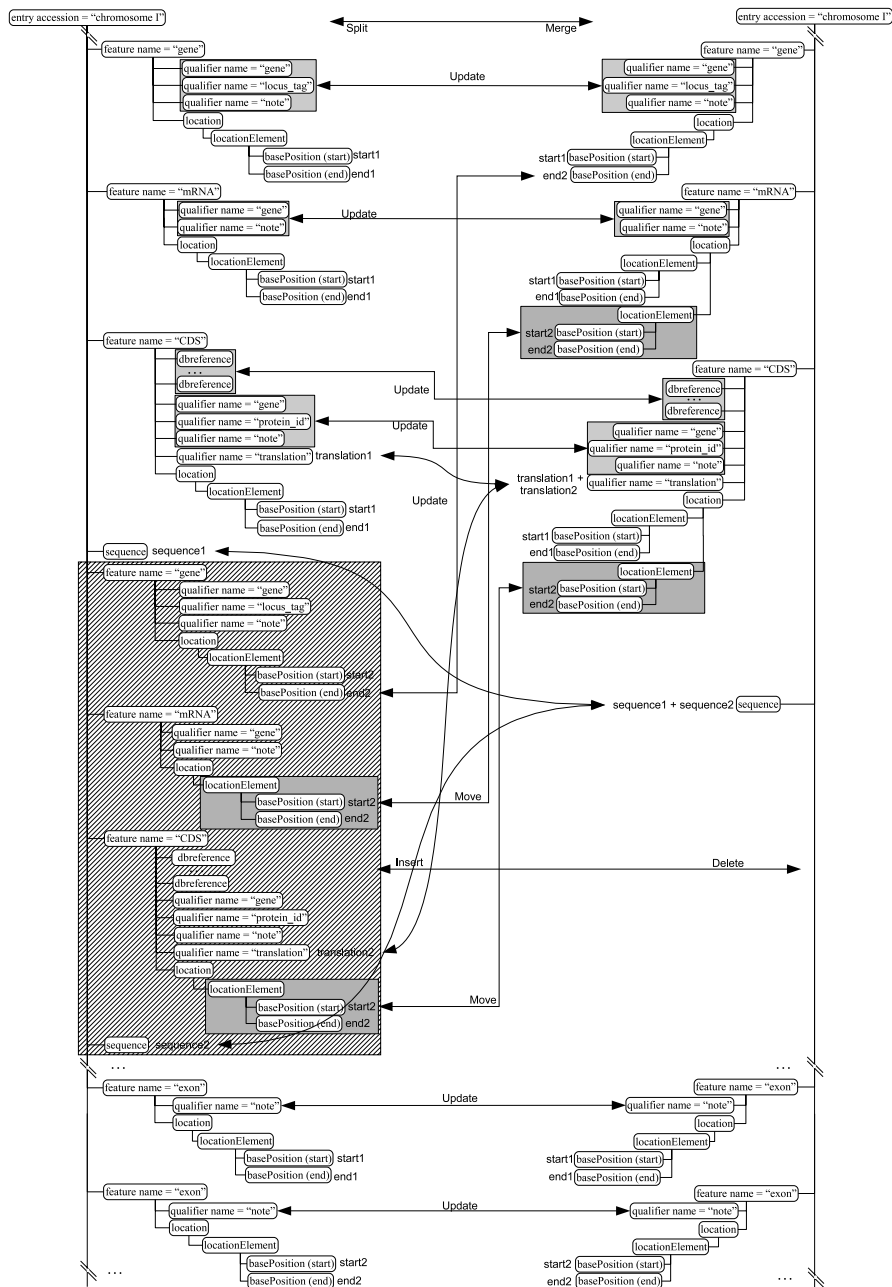 entry accession = “chromosome I”
Split
Merge
entry accession = “chromosome I”
feature name = “gene”
qualifier name = “gene”
qualifier name = “locus_tag”
qualifier name = “note”
location
locationElement
basePosition (start) start1
basePosition (end) end1
Update
feature name = “gene”
qualifier name = “gene”
qualifier name = “locus_tag”
qualifier name = “note”
location
locationElement
start1 basePosition (start)
end2 basePosition (end)
feature name = “mRNA”
qualifier name = “gene”
qualifier name = “note”
location
locationElement
basePosition (start) start1
basePosition (end) end1
Update
feature name = “mRNA”
qualifier name = “gene”
qualifier name = “note”
location
locationElement
start1 basePosition (start)
end1 basePosition (end)
locationElement
start2 basePosition (start)
end2 basePosition (end)
feature name = “CDS”
dbreference
...
dbreference
qualifier name = “gene”
qualifier name = “protein_id”
qualifier name = “note”
qualifier name = “translation” translation1
location
locationElement
basePosition (start) start1
basePosition (end) end1
Update
Update
Update
feature name = “CDS”
dbreference
...
dbreference
qualifier name = “gene”
qualifier name = “protein_id”
qualifier name = “note”
translation1 +
translation2
qualifier name = “translation”
location
locationElement
start1 basePosition (start)
end1 basePosition (end)
locationElement
start2 basePosition (start)
end2 basePosition (end)
sequence sequence1
feature name = “gene”
qualifier name = “gene”
qualifier name = “locus_tag”
qualifier name = “note”
location
locationElement
basePosition (start) start2
basePosition (end) end2
sequence1 + sequence2 sequence
feature name = “mRNA”
qualifier name = “gene”
qualifier name = “note”
location
locationElement
basePosition (start) start2
basePosition (end) end2
Move
feature name = “CDS”
dbreference
dbreference
qualifier name = “gene”
qualifier name = “protein_id”
qualifier name = “note”
qualifier name = “translation” translation2
location
locationElement
basePosition (start) start2
basePosition (end) end2
Insert
Delete
Move
sequence sequence2
...
...
feature name = “exon”
qualifier name = “note”
location
locationElement
basePosition (start) start1
basePosition (end) end1
Update
feature name = “exon”
qualifier name = “note”
location
locationElement
start1 basePosition (start)
end1 basePosition (end)
feature name = “exon”
qualifier name = “note”
location
locationElement
basePosition (start) start2
basePosition (end) end2
...
Update
feature name = “exon”
qualifier name = “note”
location
locationElement
start2 basePosition (start)
end2 basePosition (end)
...